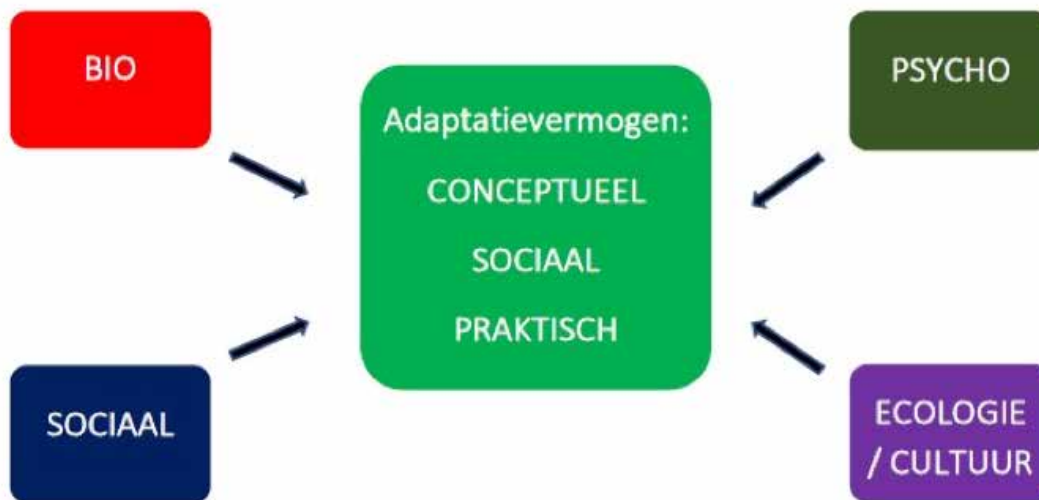 BIO
PSYCHO
Adaptatievermogen:
CONCEPTUEEL
SOCIAAL
PRAKTISCH
SOCIAAL
ECOLOGIE
/ CULTUUR